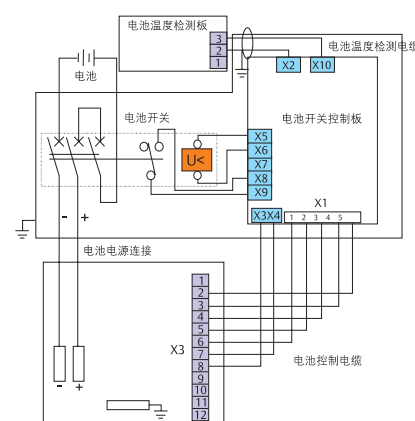 电池温度检测板
3
2
1
电池温度检测电缆
X2
X10
电池
电池开关
电池开关控制板
U<
X5
X6
X7
X8
X9
X3X4
X1
1 2 3 4 5
- +
电池电源连接
X3
1
2
3
4
5
6
7
8
9
10
11
12
电池控制电缆
- +